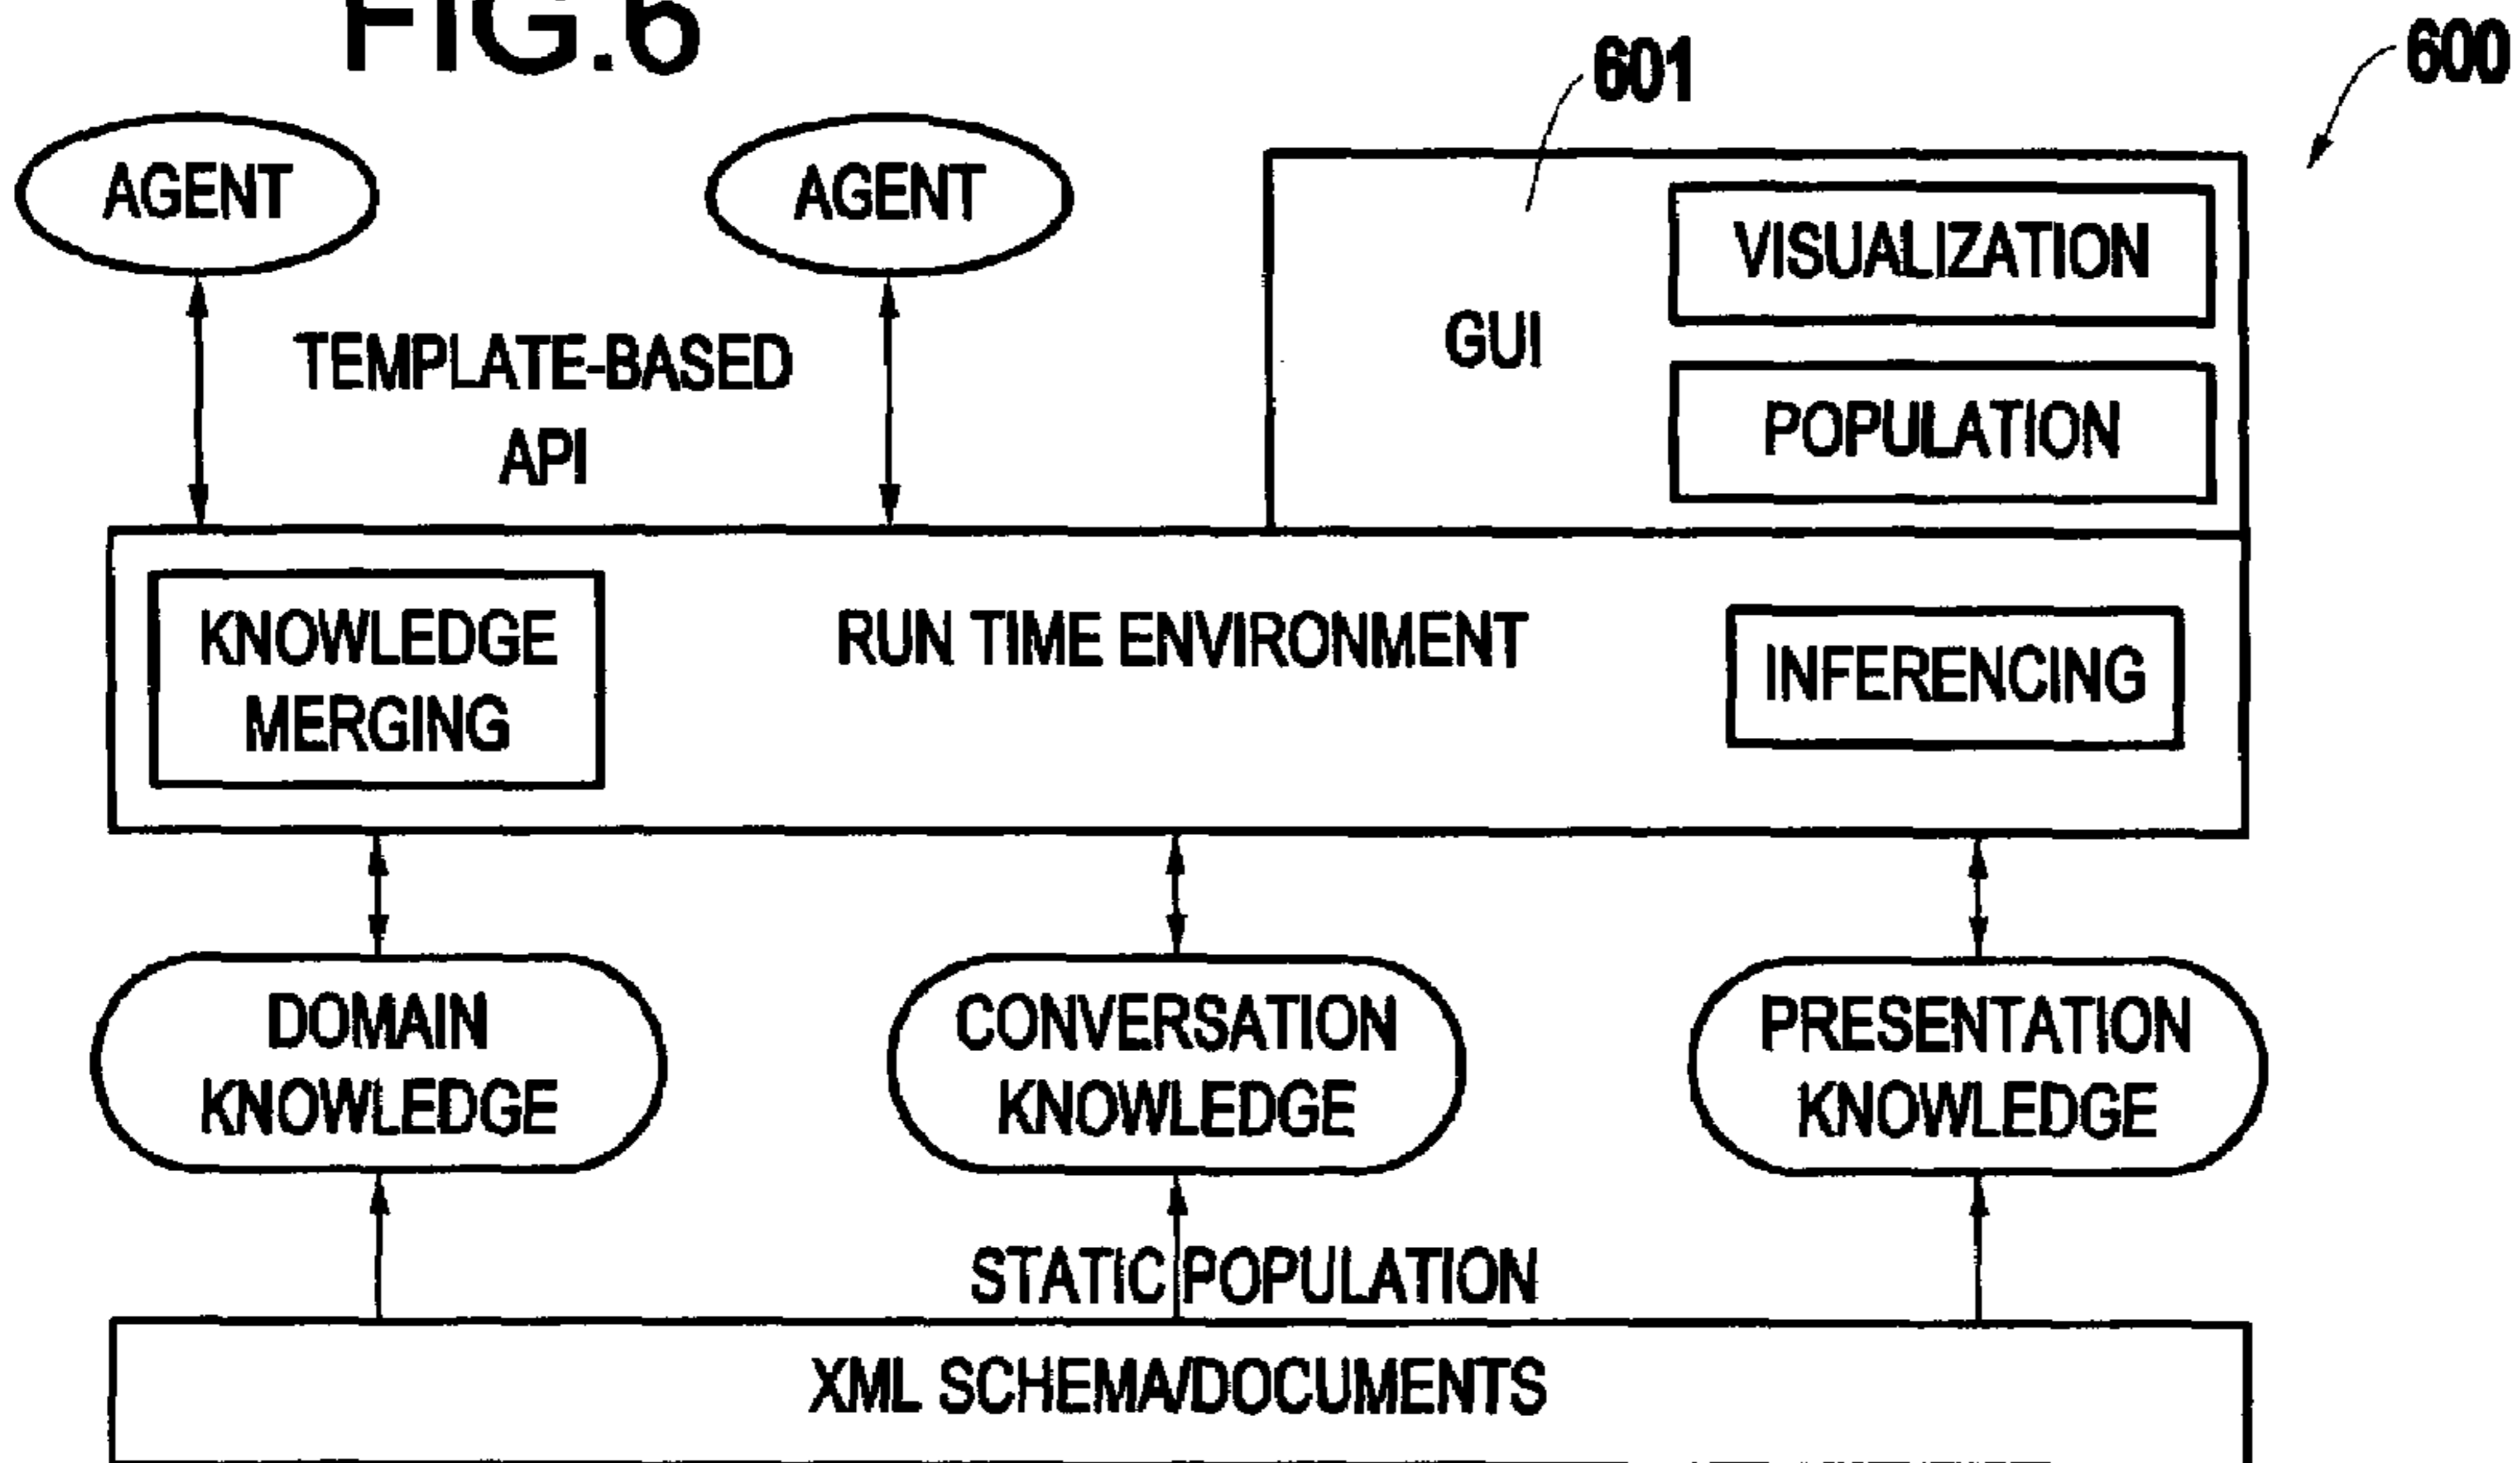 FIG.6
601
600
AGENT
AGENT
VISUALIZATION
TEMPLATE-BASED
API
GUI
POPULATION
KNOWLEDGE
MERGING
RUN TIME ENVIRONMENT
INFERENCING
DOMAIN
KNOWLEDGE
CONVERSATION
KNOWLEDGE
PRESENTATION
KNOWLEDGE
STATIC POPULATION
XML SCHEMA/DOCUMENTS